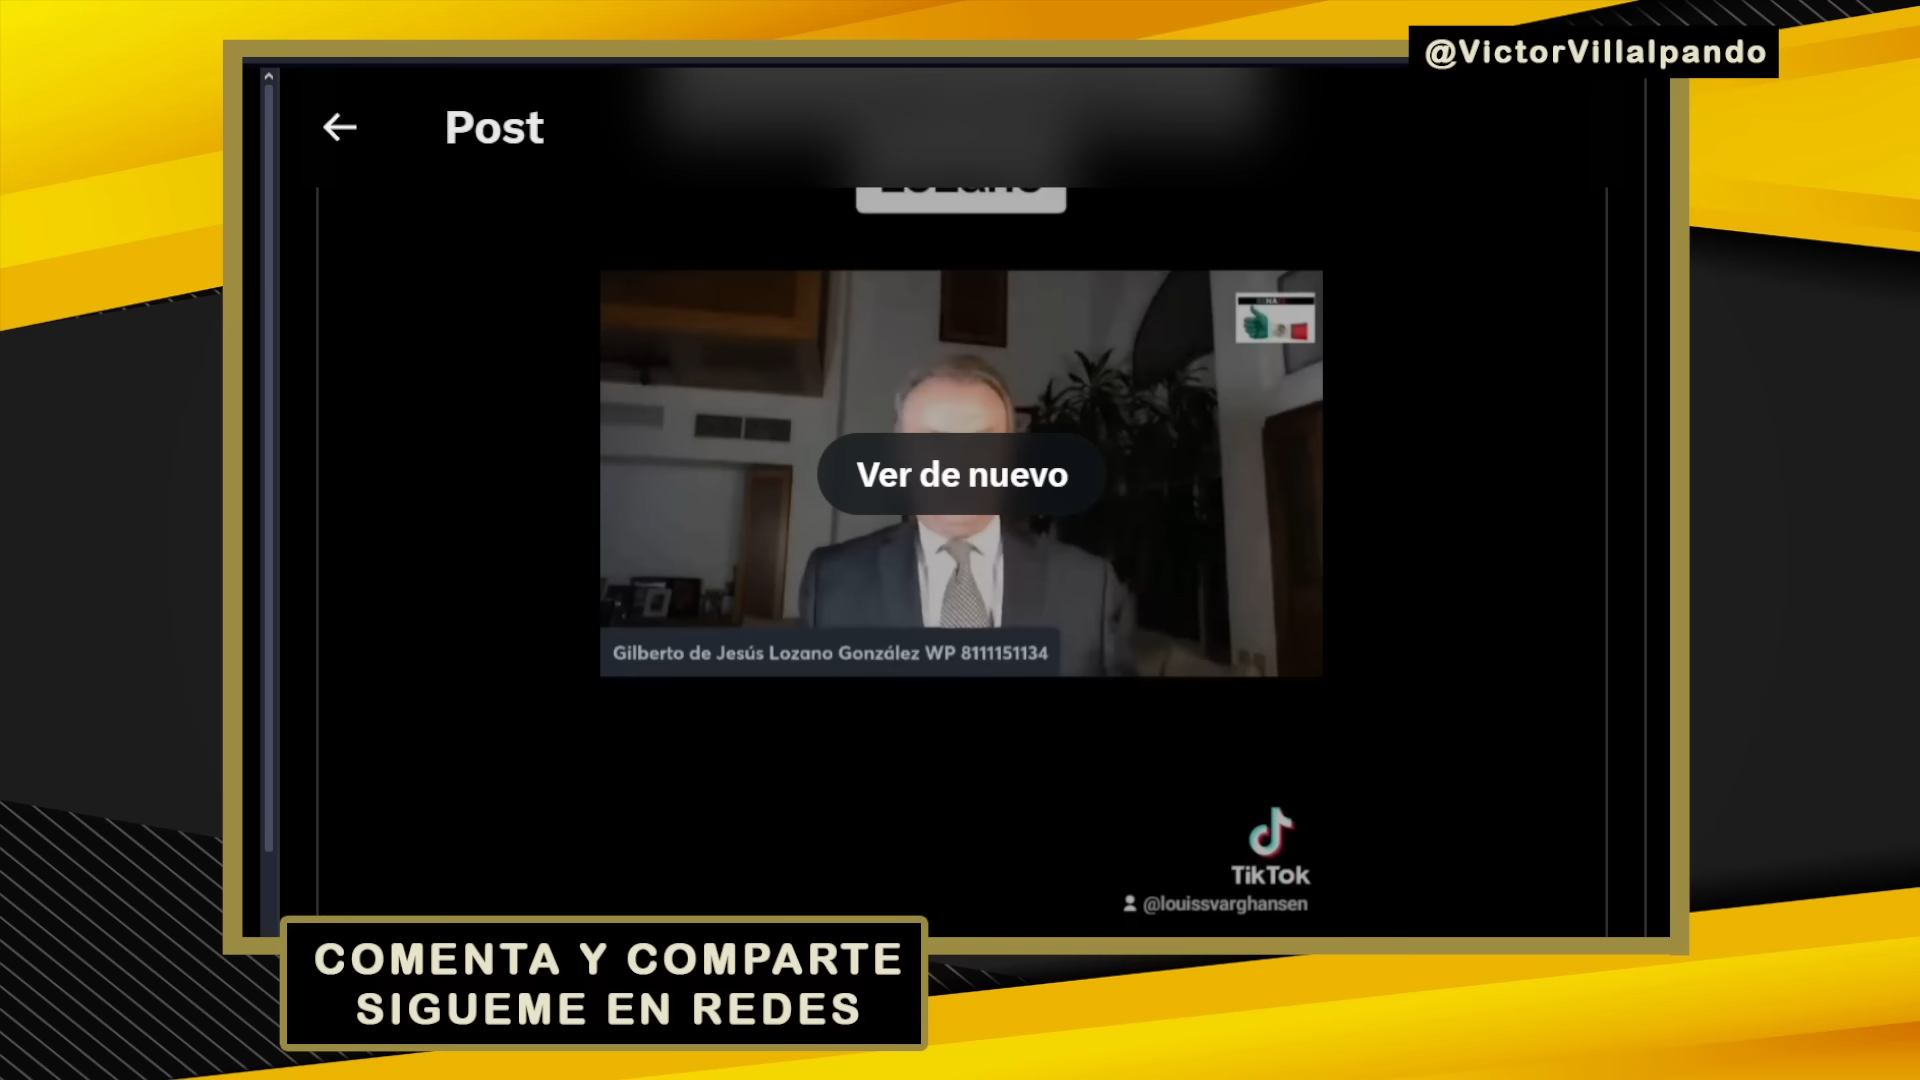 @VictorVillalpando
Post
Lozano
Ver de nuevo
Gilberto de Jesús Lozano González WP 8111151134
TikTok
@louissvarghansen
COMENTA Y COMPARTE
SIGUEME EN REDES